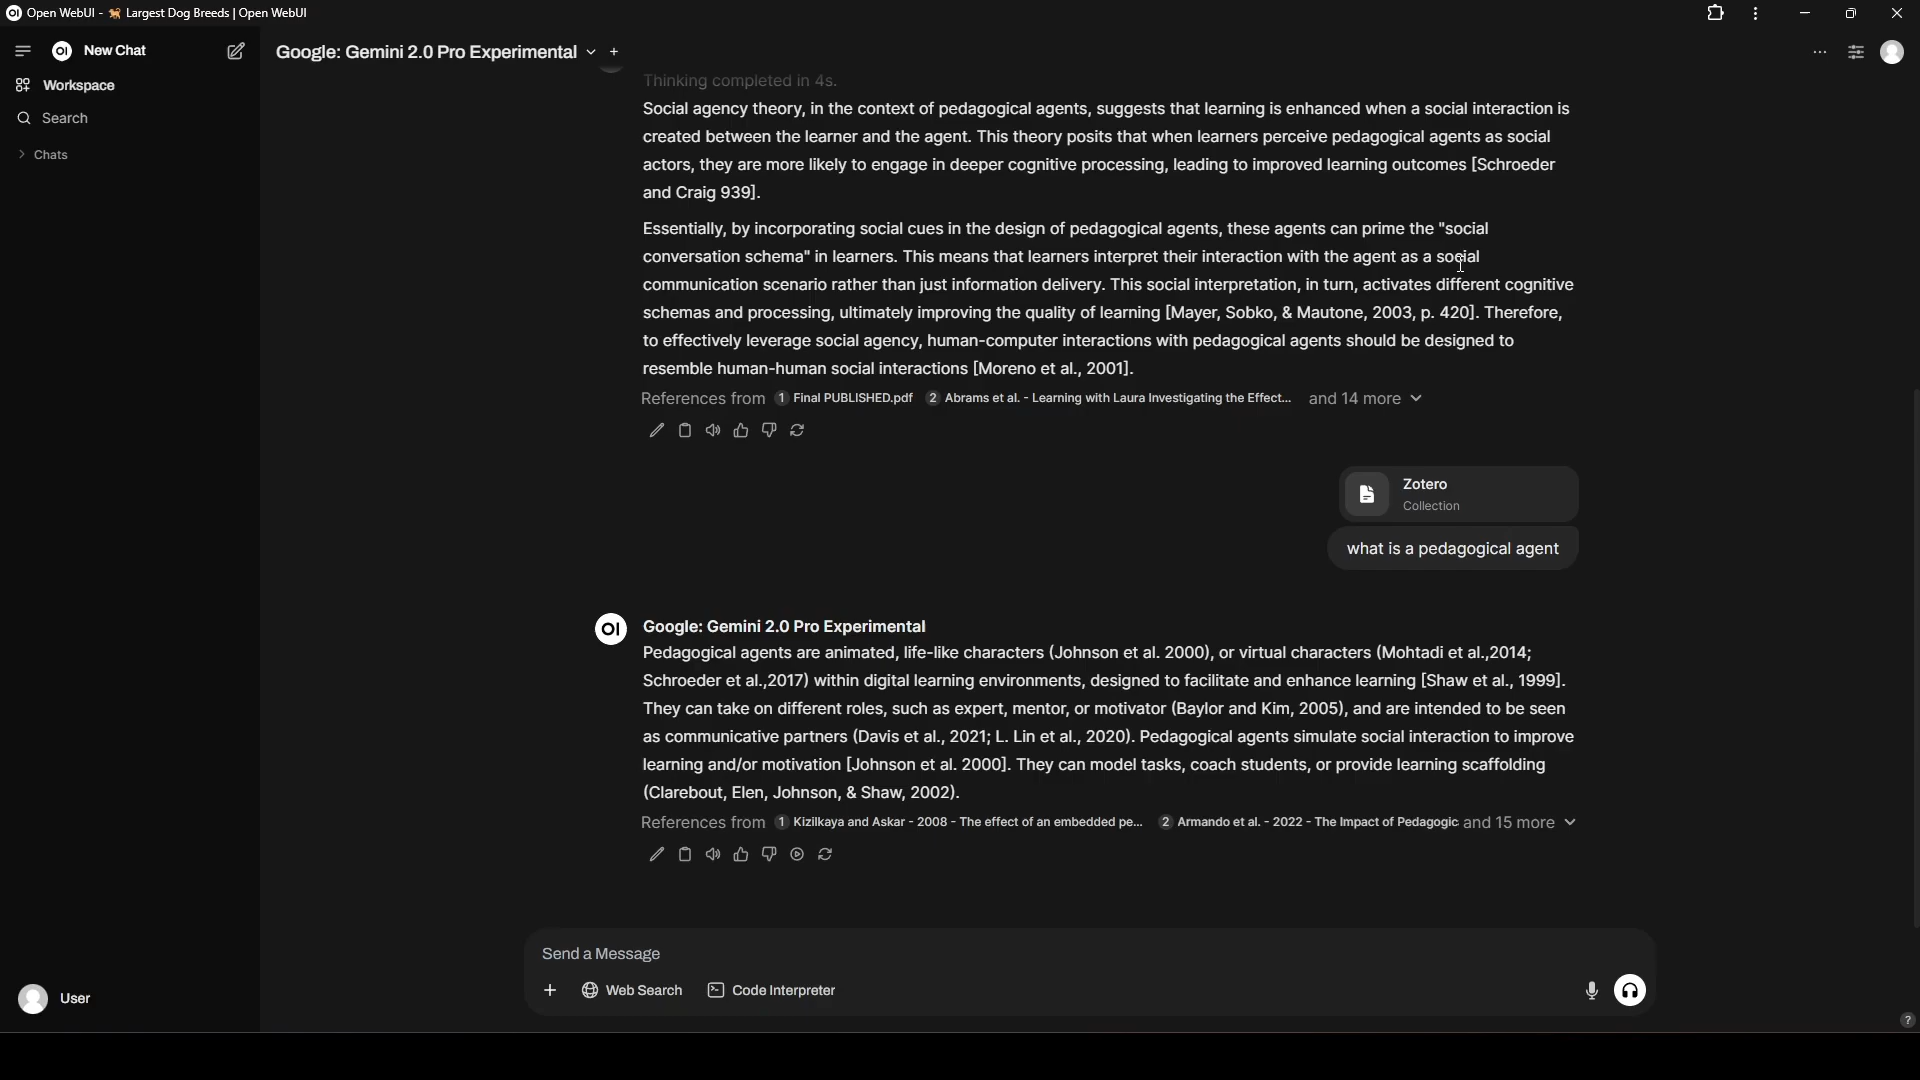 Open WebUI - 🐕 Largest Dog Breeds | Open WebUI
New Chat
Workspace
Search
Chats
Google: Gemini 2.0 Pro Experimental
Thinking completed in 4s.
Social agency theory, in the context of pedagogical agents, suggests that learning is enhanced when a social interaction is
created between the learner and the agent. This theory posits that when learners perceive pedagogical agents as social
actors, they are more likely to engage in deeper cognitive processing, leading to improved learning outcomes [Schroeder
and Craig 939].
Essentially, by incorporating social cues in the design of pedagogical agents, these agents can prime the "social
conversation schema" in learners. This means that learners interpret their interaction with the agent as a social
communication scenario rather than just information delivery. This social interpretation, in turn, activates different cognitive
schemas and processing, ultimately improving the quality of learning [Mayer, Sobko, & Mautone, 2003, p. 420]. Therefore,
to effectively leverage social agency, human-computer interactions with pedagogical agents should be designed to
resemble human-human social interactions [Moreno et al., 2001].
References from 1 Final PUBLISHED.pdf 2 Abrams et al. - Learning with Laura Investigating the Effect... and 14 more
Zotero
Collection
what is a pedagogical agent
OI Google: Gemini 2.0 Pro Experimental
Pedagogical agents are animated, life-like characters (Johnson et al. 2000), or virtual characters (Mohtadi et al.,2014;
Schroeder et al.,2017) within digital learning environments, designed to facilitate and enhance learning [Shaw et al., 1999].
They can take on different roles, such as expert, mentor, or motivator (Baylor and Kim, 2005), and are intended to be seen
as communicative partners (Davis et al., 2021; L. Lin et al., 2020). Pedagogical agents simulate social interaction to improve
learning and/or motivation [Johnson et al. 2000]. They can model tasks, coach students, or provide learning scaffolding
(Clarebout, Elen, Johnson, & Shaw, 2002).
References from 1 Kizilkaya and Askar - 2008 - The effect of an embedded pe... 2 Armando et al. - 2022 - The Impact of Pedagogic and 15 more
Send a Message
Web Search
Code Interpreter
User
?